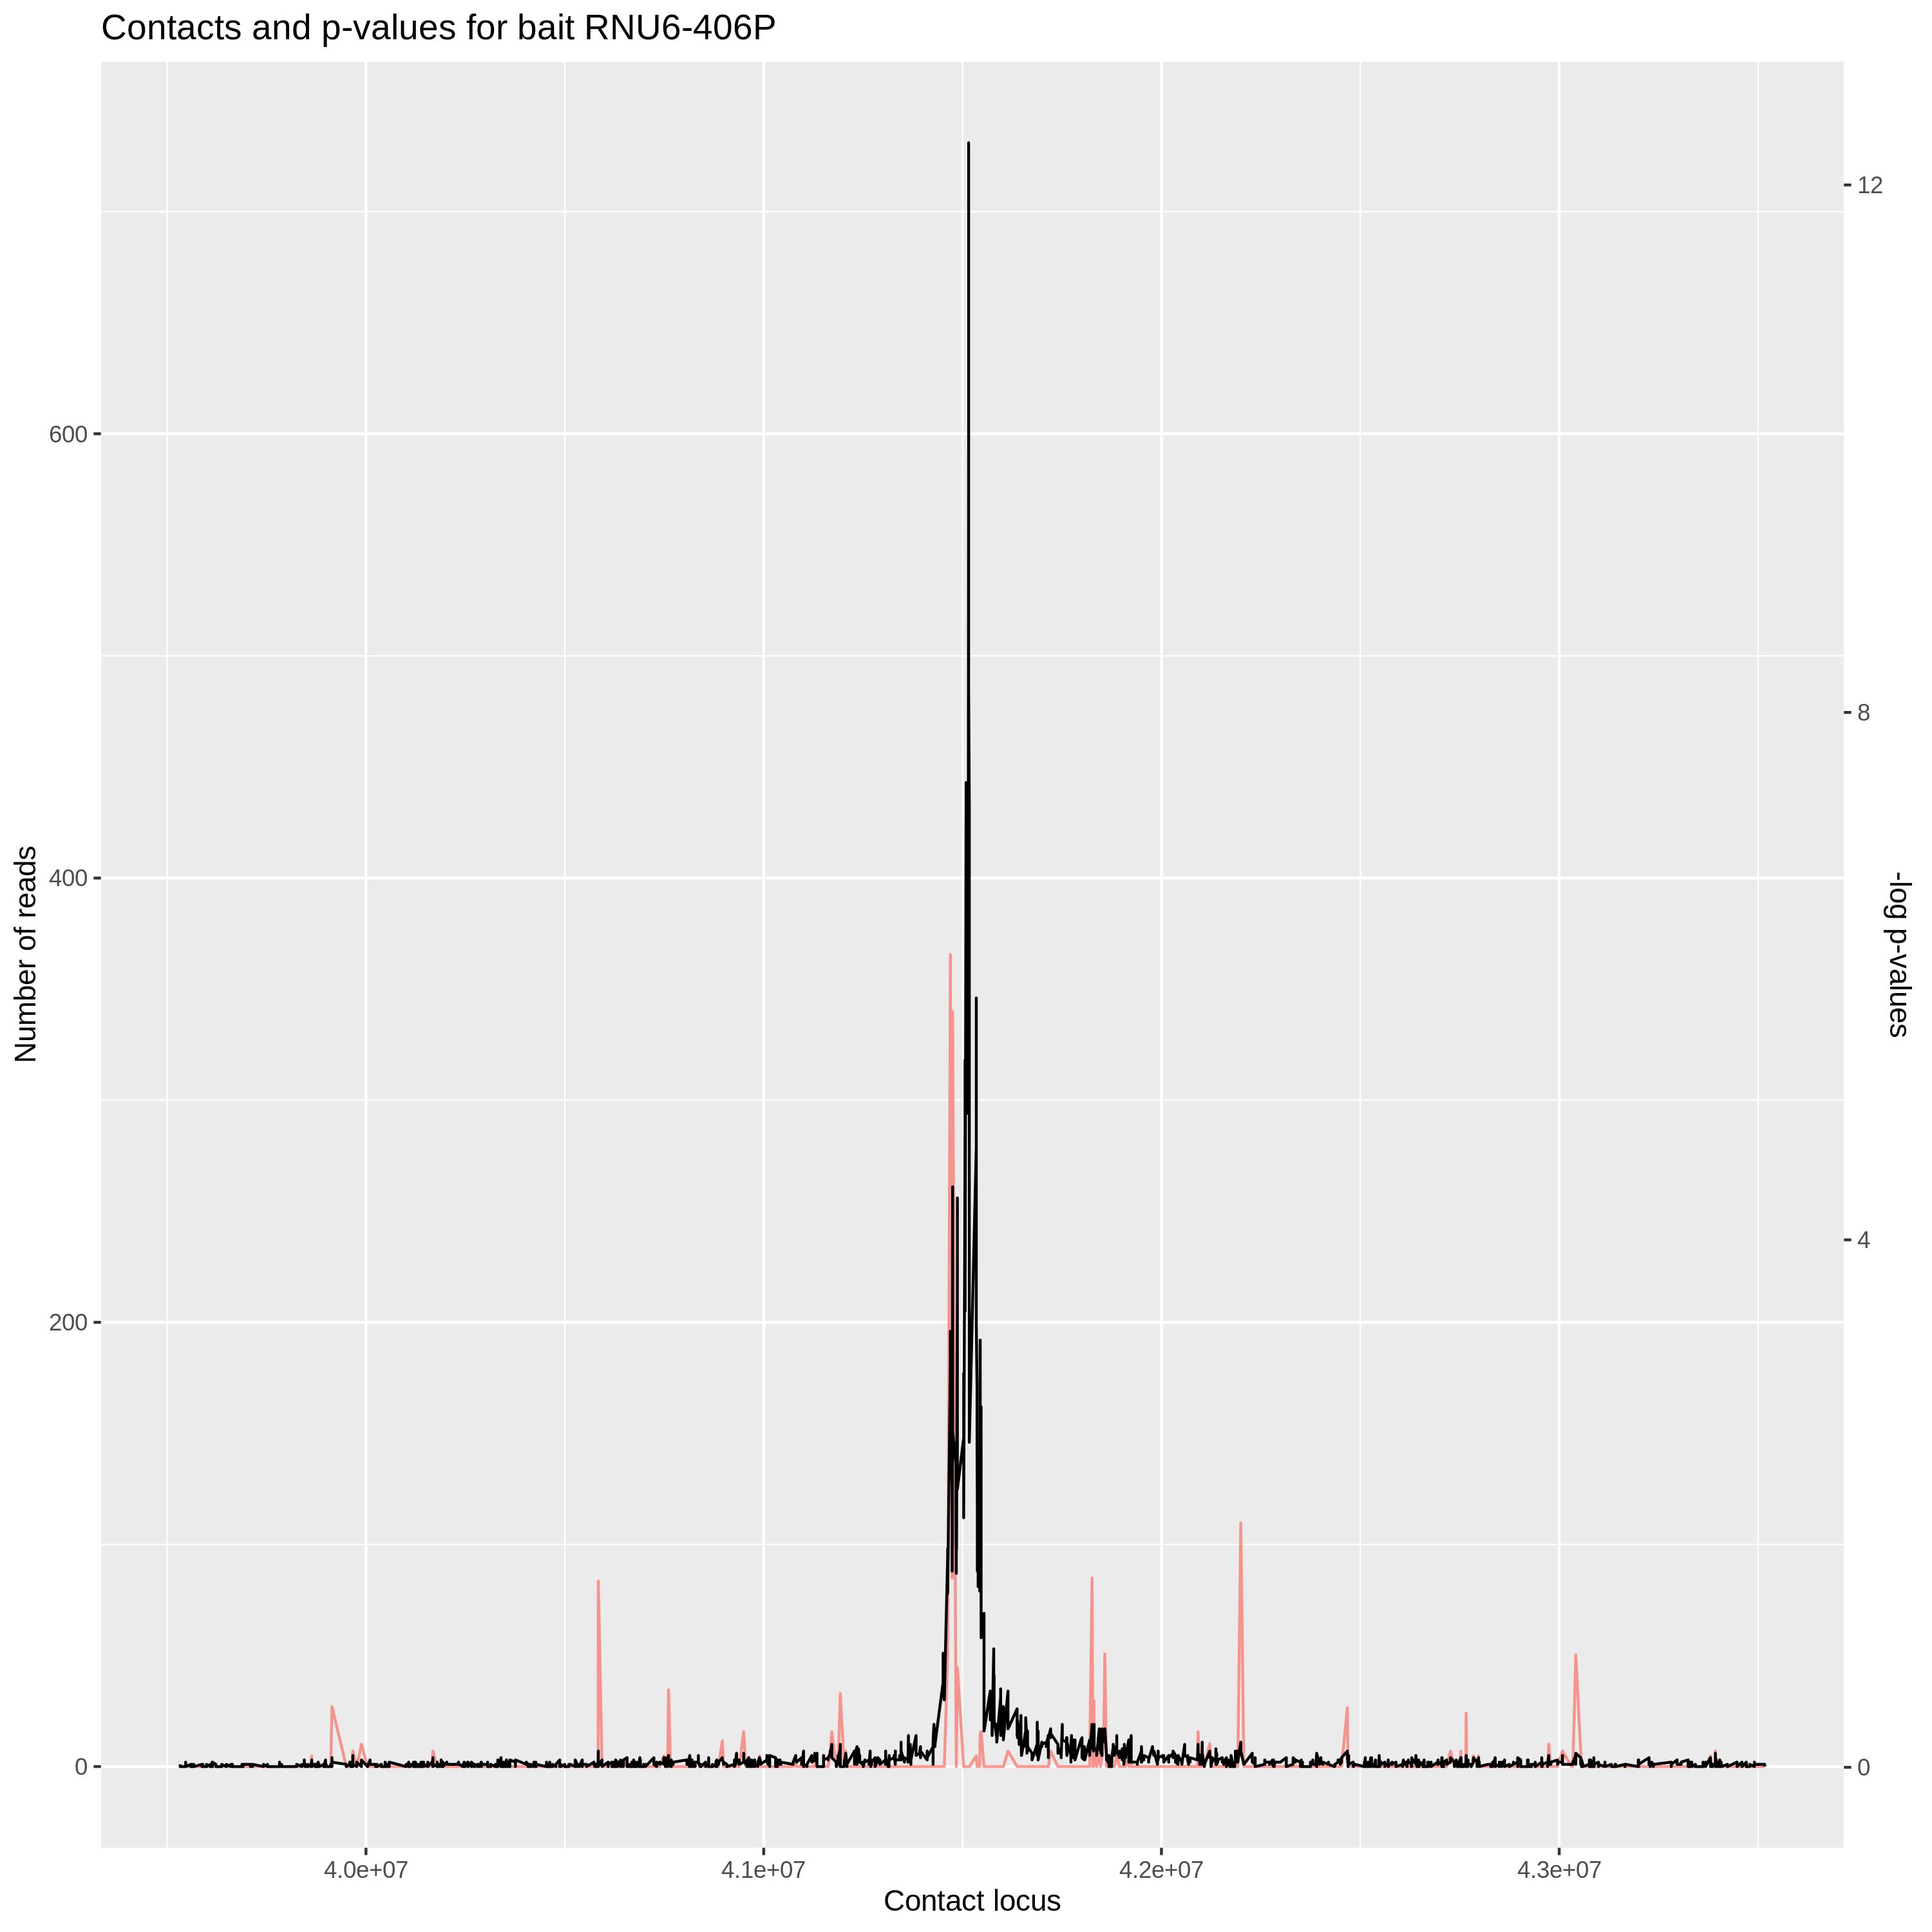 Contacts and p-values for bait RNU6-406P
12
600
8
400
Number of reads
-log p-values
4
200
0
0
4.0e+07
4.1e+07
4.2e+07
4.3e+07
Contact locus